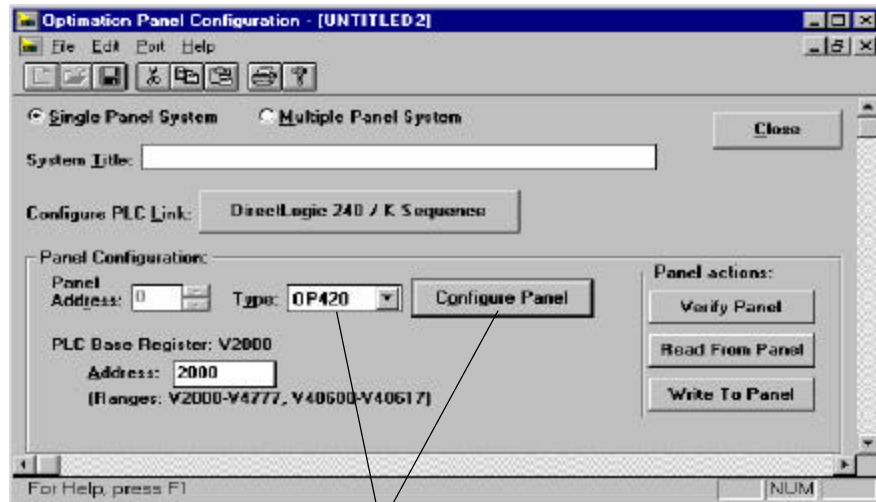 Optimation Panel Configuration - [UNTITLED2]
File Edit Port Help
Single Panel System Multiple Panel System
Close
System Title:
Configure PLC Link: DirectLogic 240 / K Sequence
Panel Configuration:
Panel Address: 0 Type: OP420 Configure Panel
Panel actions:
Verify Panel
PLC Base Register: V2000
Read From Panel
Address: 2000
Write To Panel
(Ranges: V2000-V4777, V40600-V40617)
For Help, press F1 NUM